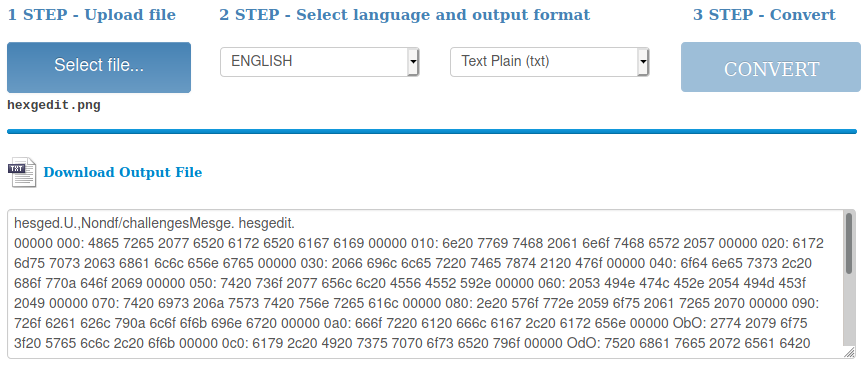 1 STEP - Upload file
2 STEP - Select language and output format
3 STEP - Convert
Select file...
ENGLISH
Text Plain (txt)
CONVERT
hexgedit.png
TXT
Download Output File
hesged.U.,Nondf/challengesMesge. hesgedit.
00000 000: 4865 7265 2077 6520 6172 6520 6167 6169 00000 010: 6e20 7769 7468 2061 6e6f 7468 6572 2057 00000 020: 6172
6d75 7073 2063 6861 6c6c 656e 6765 00000 030: 2066 696c 6c65 7220 7465 7874 2120 476f 00000 040: 6f64 6e65 7373 2c20
686f 770a 646f 2069 00000 050: 7420 736f 2077 656c 6c20 4556 4552 592e 00000 060: 2053 494e 474c 452e 2054 494d 453f
2049 00000 070: 7420 6973 206a 7573 7420 756e 7265 616c 00000 080: 2e20 576f 772e 2059 6f75 2061 7265 2070 00000 090:
726f 6261 626c 790a 6c6f 6f6b 696e 6720 00000 0a0: 666f 7220 6120 666c 6167 2c20 6172 656e 00000 ObO: 2774 2079 6f75
3f20 5765 6c6c 2c20 6f6b 00000 0c0: 6179 2c20 4920 7375 7070 6f73 6520 796f 00000 OdO: 7520 6861 7665 2072 6561 6420